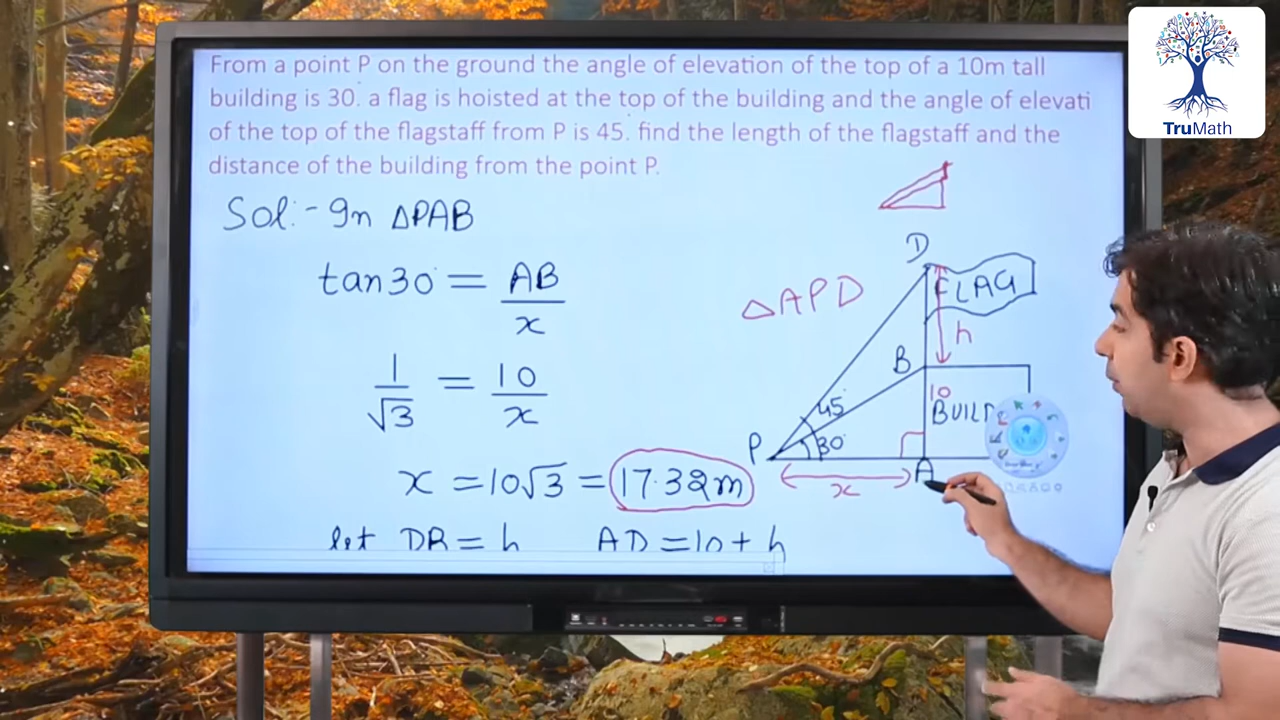 From a point P on the ground the angle of elevation of the top of a 10m tall
building is 30. a flag is hoisted at the top of the building and the angle of elevati
of the top of the flagstaff from P is 45. find the length of the flagstaff and the
distance of the building from the point P.
TruMath
Sol:- In ΔPAB
tan30° = AB/x
1/√3 = 10/x
x = 10√3 = 17.32m
let DB = h AD = 10 + h
ΔAPD
D
FLAG
h
B
10
BUILD
45°
30°
P
x
A